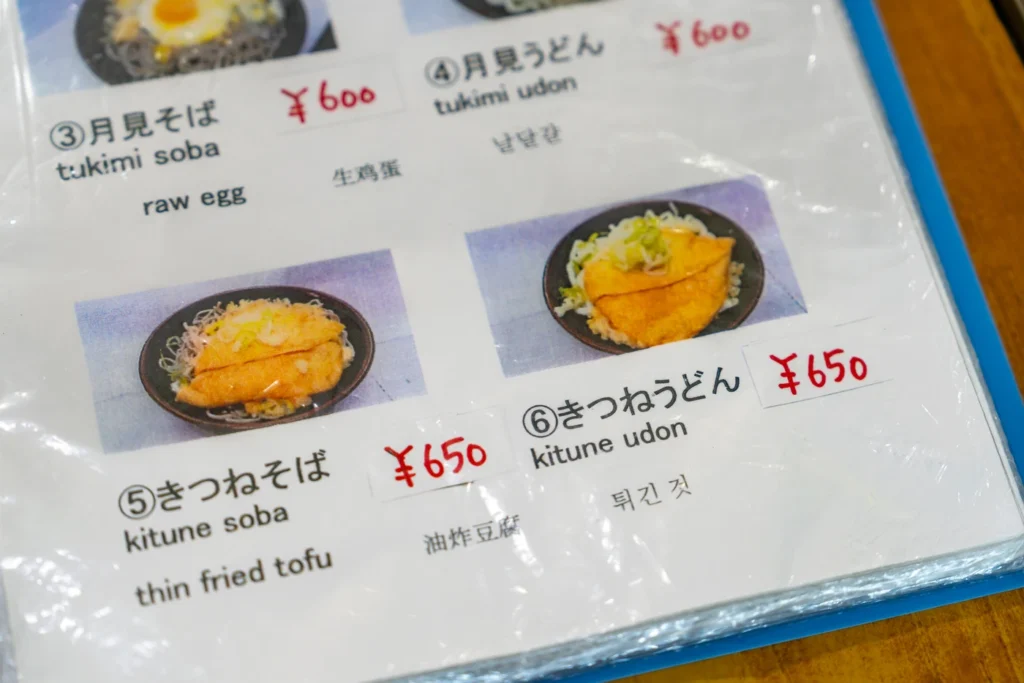 ③月見そば
¥600
tukimi soba
raw egg
生鸡蛋
④月見うどん
¥600
tukimi udon
날달걀
⑤きつねそば
¥650
kitune soba
thin fried tofu
油炸豆腐
⑥きつねうどん
¥650
kitune udon
튀긴 것